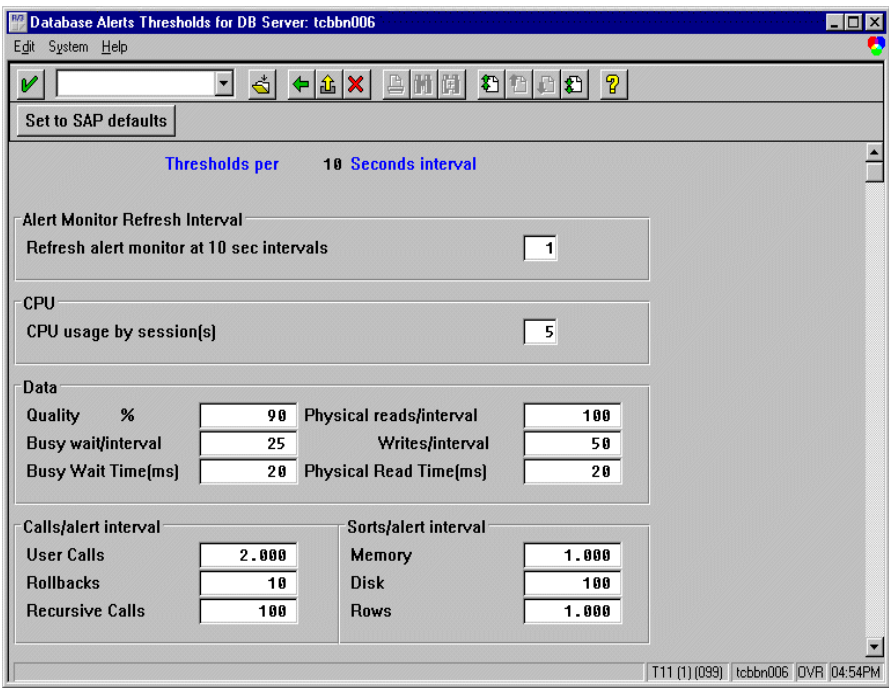 Database Alerts Thresholds for DB Server: tcbbn006
Edit System Help
Set to SAP defaults
Thresholds per 10 Seconds interval
Alert Monitor Refresh Interval
Refresh alert monitor at 10 sec intervals 1
CPU
CPU usage by session(s) 5
Data
Quality % 90 Physical reads/interval 100
Busy wait/interval 25 Writes/interval 50
Busy Wait Time(ms) 20 Physical Read Time(ms) 20
Calls/alert interval Sorts/alert interval
User Calls 2.000 Memory 1.000
Rollbacks 10 Disk 100
Recursive Calls 100 Rows 1.000
T11 (1) (099) tcbbn006 OVR 04:54PM